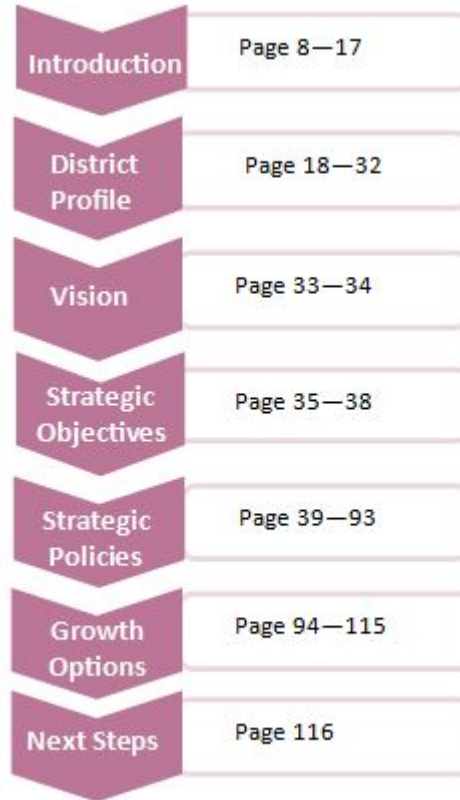 Introduction
Page 8—17
District
Profile
Page 18—32
Vision
Page 33—34
Strategic
Objectives
Page 35—38
Strategic
Policies
Page 39—93
Growth
Options
Page 94—115
Next Steps
Page 116